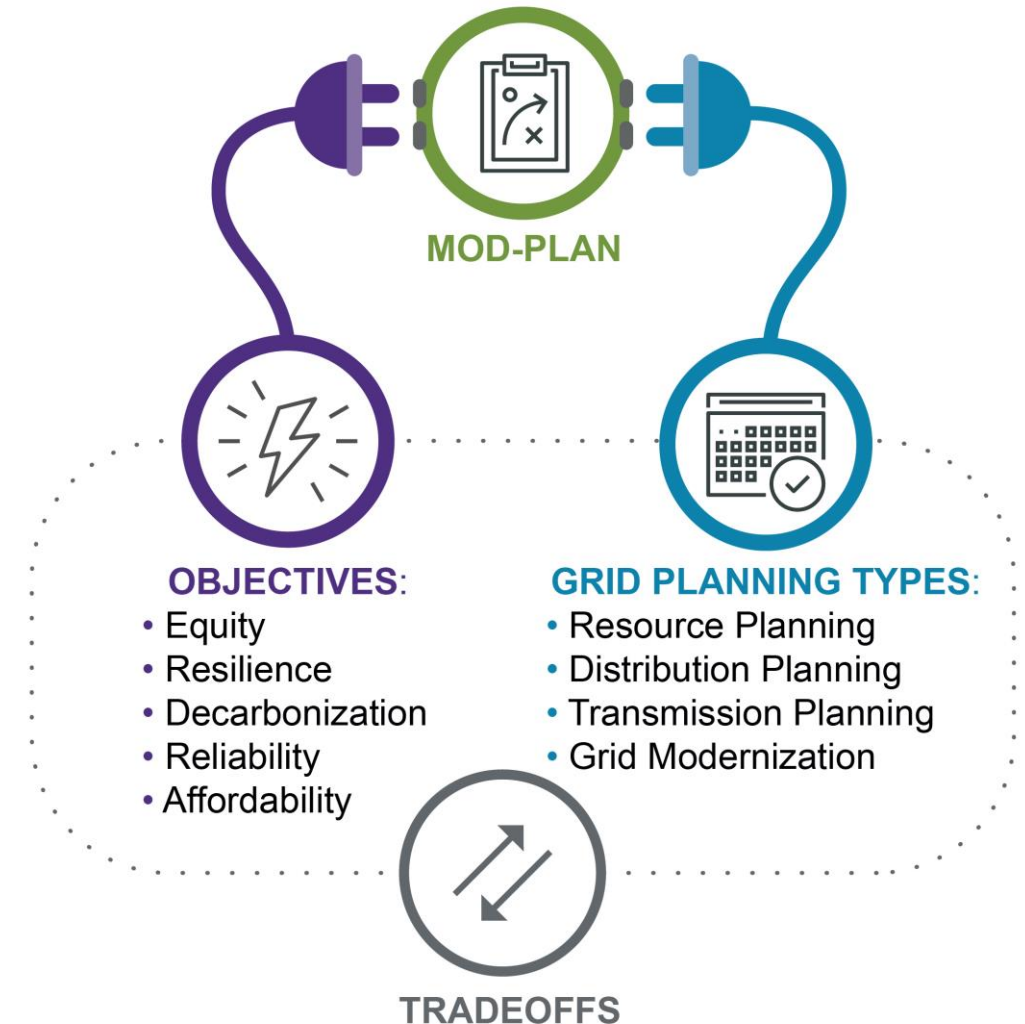 MOD-PLAN
OBJECTIVES:
• Equity
• Resilience
• Decarbonization
• Reliability
• Affordability
GRID PLANNING TYPES:
• Resource Planning
• Distribution Planning
• Transmission Planning
• Grid Modernization
TRADEOFFS